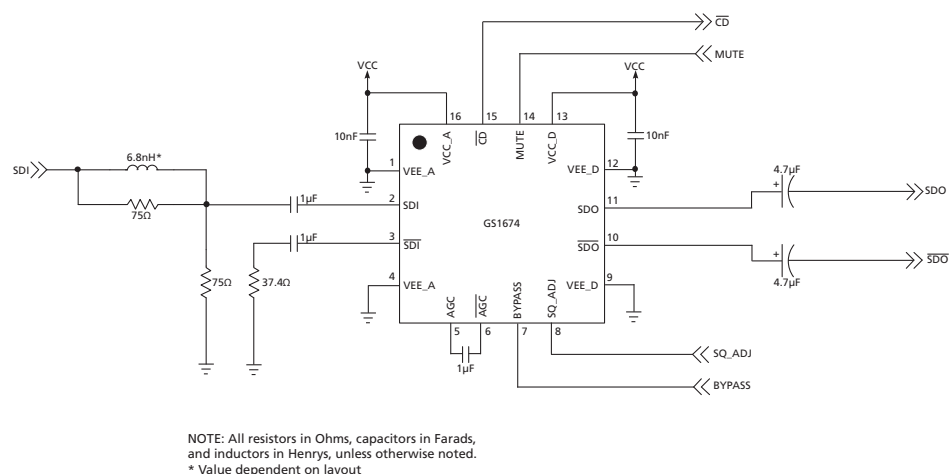 CD
MUTE
VCC
VCC
16
15
14
13
10nF
10nF
VCC_A
CD
MUTE
VCC_D
6.8nH*
SDI
75Ω
1
VEE_A
VEE_D
12
4.7µF
+
SDO
1µF
2
SDI
SDO
11
GS1674
1µF
3
SDI
SDO
10
+
4.7µF
SDO
75Ω
37.4Ω
4
VEE_A
VEE_D
9
AGC
AGC
BYPASS
SQ_ADJ
5
6
7
8
1µF
SQ_ADJ
BYPASS
NOTE: All resistors in Ohms, capacitors in Farads,
and inductors in Henrys, unless otherwise noted.
* Value dependent on layout